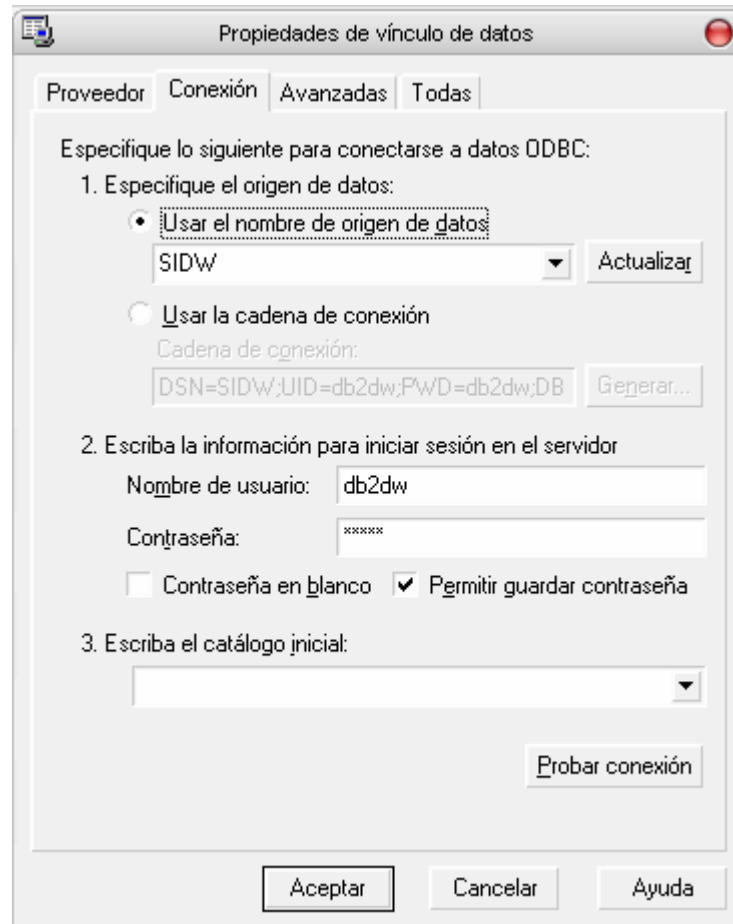 Propiedades de vínculo de datos
Proveedor Conexión Avanzadas Todas
Especifique lo siguiente para conectarse a datos ODBC:
1. Especifique el origen de datos:
Usar el nombre de origen de datos
SIDW Actualizar
Usar la cadena de conexión
Cadena de conexión:
DSN=SIDW;UID=db2dw;PWD=db2dw;DB Generar...
2. Escriba la información para iniciar sesión en el servidor
Nombre de usuario: db2dw
Contraseña: *****
Contraseña en blanco Permitir guardar contraseña
3. Escriba el catálogo inicial:
Probar conexión
Aceptar Cancelar Ayuda